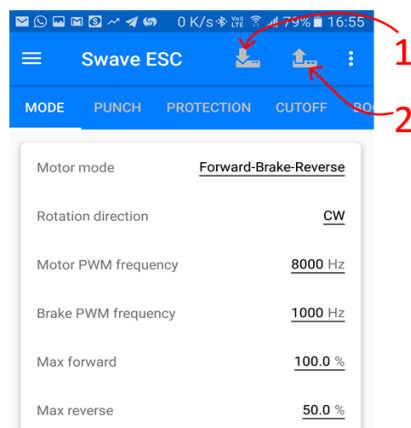 0 K/s 79% 16:55
1
Swave ESC
MODE PUNCH PROTECTION CUTOFF BO
2
Motor mode Forward-Brake-Reverse
Rotation direction CW
Motor PWM frequency 8000 Hz
Brake PWM frequency 1000 Hz
Max forward 100.0 %
Max reverse 50.0 %